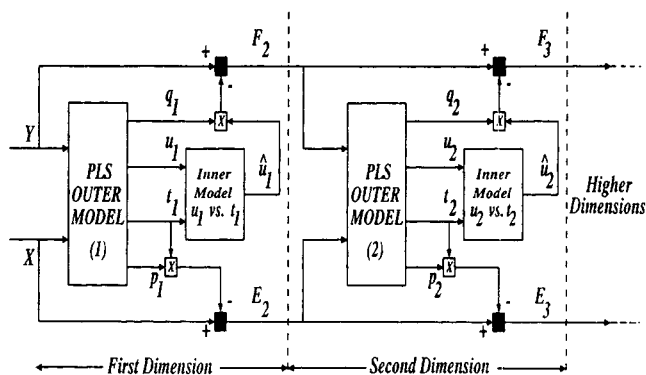 +
F2
+
F3
-
-
q1
x
q2
x
Y
PLS
OUTER
MODEL
(1)
u1
Inner
Model
u1 vs. t1
û1
t1
x
p1
X
PLS
OUTER
MODEL
(2)
u2
Inner
Model
u2 vs. t2
û2
t2
x
p2
Higher
Dimensions
-
E2
-
E3
+
+
First Dimension
Second Dimension